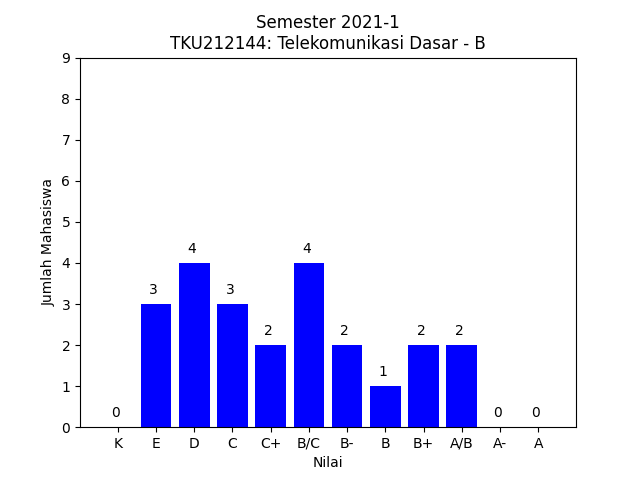 Semester 2021-1
TKU212144: Telekomunikasi Dasar - B
Jumlah Mahasiswa
9
8
7
6
5
4
3
2
1
0
0 3 4 3 2 4 2 1 2 2 0 0
K E D C C+ B/C B- B B+ A/B A- A
Nilai